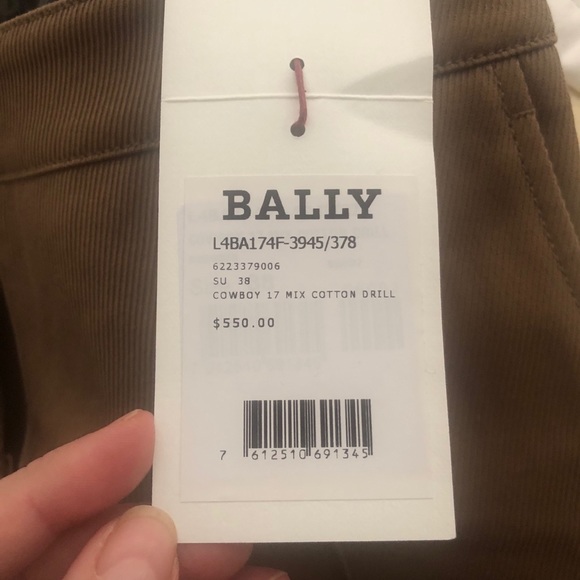 BALLY
L4BA174F-3945/378
6223379006
SU 38
COWBOY 17 MIX COTTON DRILL
$550.00
7 612510 691345